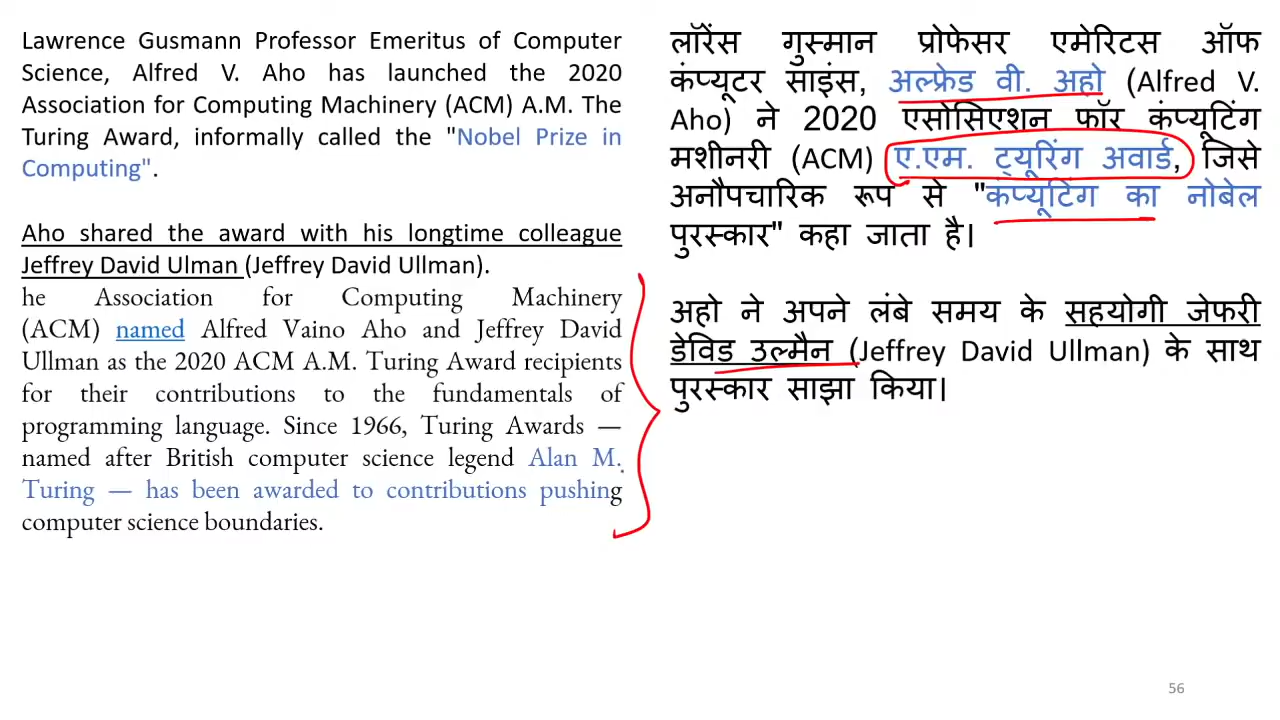 Lawrence Gusmann Professor Emeritus of Computer
Science, Alfred V. Aho has launched the 2020
Association for Computing Machinery (ACM) A.M. The
Turing Award, informally called the "Nobel Prize in
Computing".
Aho shared the award with his longtime colleague
Jeffrey David Ulman (Jeffrey David Ullman).
he Association for Computing Machinery
(ACM) named Alfred Vaino Aho and Jeffrey David
Ullman as the 2020 ACM A.M. Turing Award recipients
for their contributions to the fundamentals of
programming language. Since 1966, Turing Awards —
named after British computer science legend Alan M.
Turing — has been awarded to contributions pushing
computer science boundaries.
लॉरेंस गुस्मान प्रोफेसर एमेरिटस ऑफ
कंप्यूटर साइंस, अल्फ्रेड वी. अहो (Alfred V.
Aho) ने 2020 एसोसिएशन फॉर कंप्यूटिंग
मशीनरी (ACM) ए.एम. ट्यूरिंग अवार्ड, जिसे
अनौपचारिक रूप से "कंप्यूटिंग का नोबेल
पुरस्कार" कहा जाता है।
अहो ने अपने लंबे समय के सहयोगी जेफरी
डेविड उल्मैन (Jeffrey David Ullman) के साथ
पुरस्कार साझा किया।
56